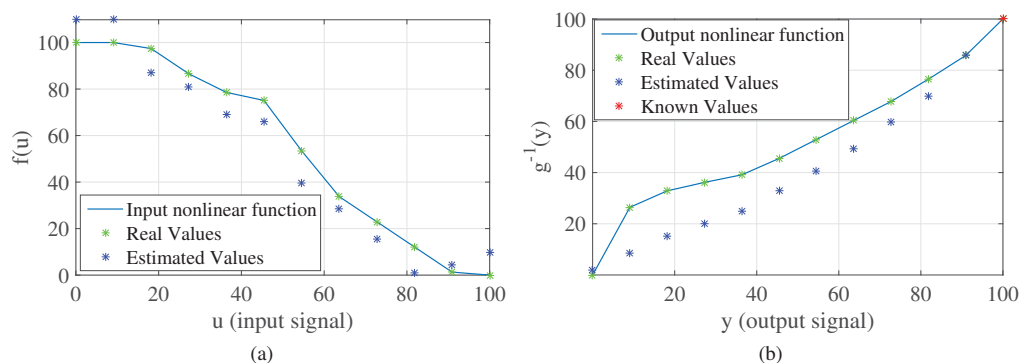 100
80
60
40
20
0
f(u)
Input nonlinear function
Real Values
Estimated Values
0 20 40 60 80 100
u (input signal)
(a)
100
80
60
40
20
g⁻¹(y)
Output nonlinear function
Real Values
Estimated Values
Known Values
20 40 60 80 100
y (output signal)
(b)